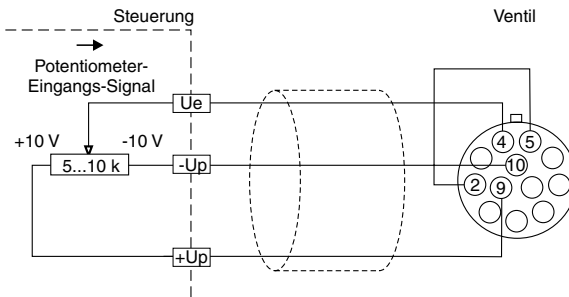 Steuerung
Ventil
Potentiometer-
Eingangs-Signal
Ue
4
5
+10 V
-10 V
5...10 k
-Up
10
2
9
+Up